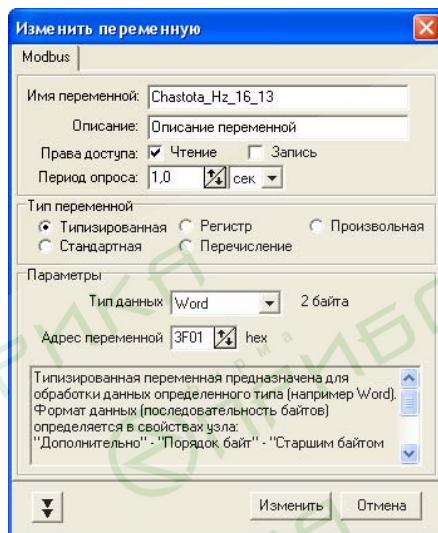 Изменить переменную
Modbus
Имя переменной: Chastota_Hz_16_13
Описание: Описание переменной
Права доступа: Чтение Запись
Период опроса: 1,0 сек
Тип переменной
Типизированная Регистр Произвольная
Стандартная Перечисление
Параметры
Тип данных Word 2 байта
Адрес переменной 3F01 hex
Типизированная переменная предназначена для
обработки данных определенного типа (например Word).
Формат данных (последовательность байтов)
определяется в свойствах узла:
"Дополнительно" - "Порядок байт" - "Старшим байтом
Изменить Отмена